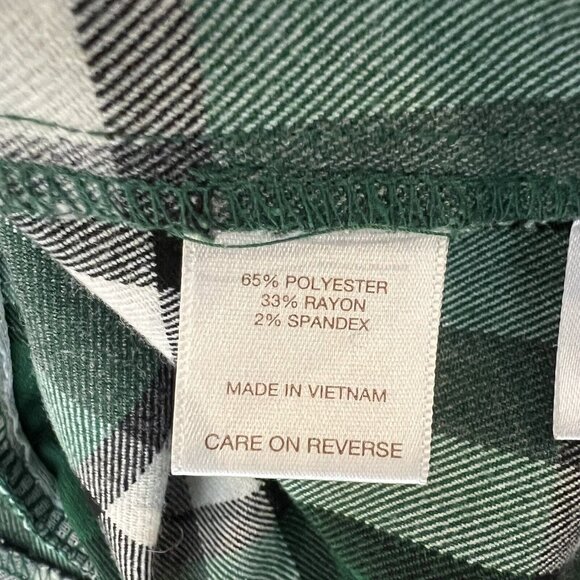 65% POLYESTER
33% RAYON
2% SPANDEX
MADE IN VIETNAM
CARE ON REVERSE